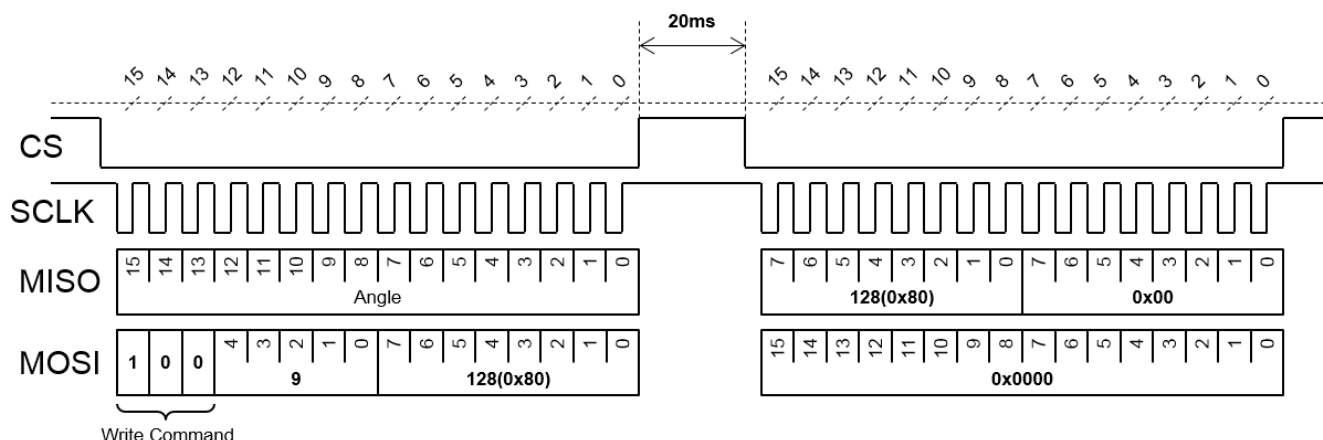 20ms
15 14 13 12 11 10 9 8 7 6 5 4 3 2 1 0 15 14 13 12 11 10 9 8 7 6 5 4 3 2 1 0
CS
SCLK
MISO 15 14 13 12 11 10 9 8 7 6 5 4 3 2 1 0 7 6 5 4 3 2 1 0 7 6 5 4 3 2 1 0
Angle 128(0x80) 0x00
MOSI 1 0 0 4 3 2 1 0 7 6 5 4 3 2 1 0 15 14 13 12 11 10 9 8 7 6 5 4 3 2 1 0
9 128(0x80) 0x0000
Write Command